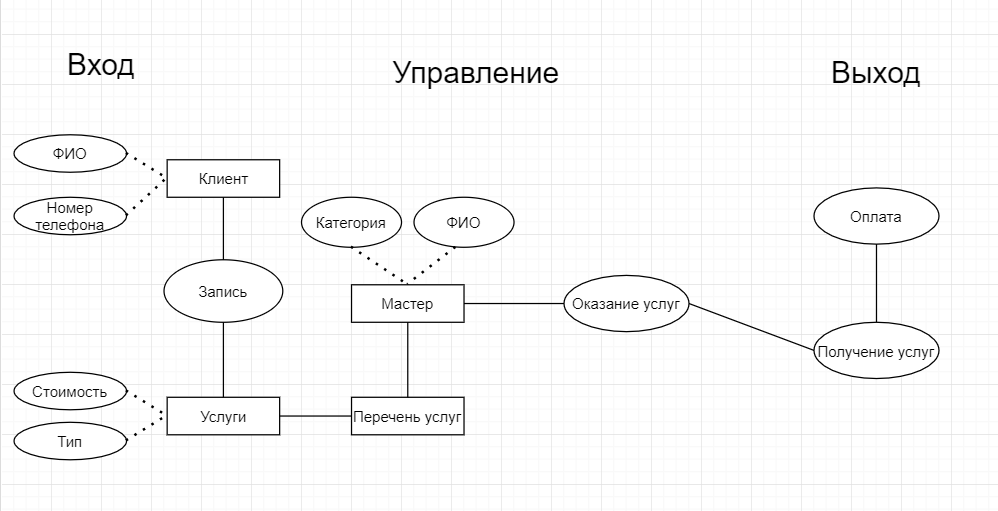 Вход
Управление
Выход
ФИО
Клиент
Номер
телефона
Категория
ФИО
Оплата
Запись
Мастер
Оказание услуг
Получение услуг
Стоимость
Услуги
Перечень услуг
Тип